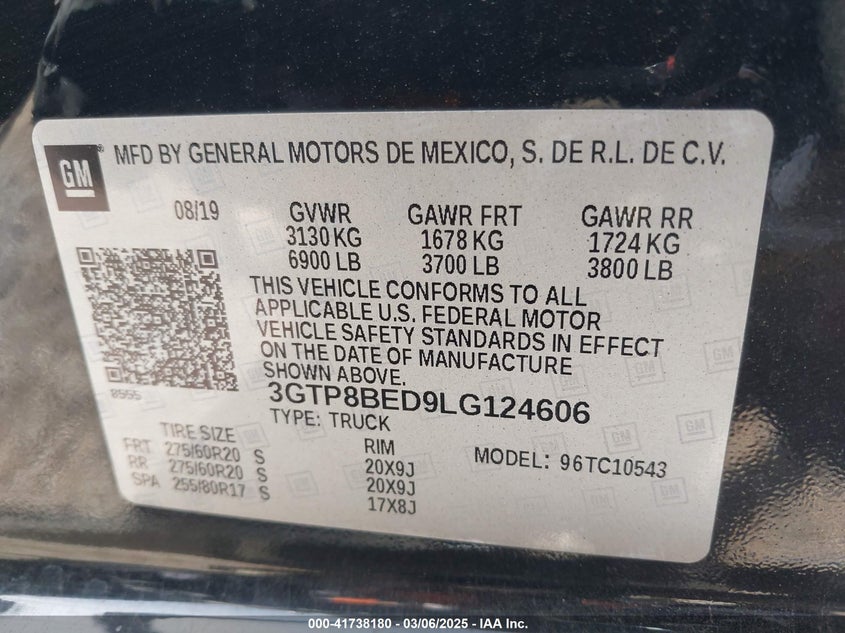 GM
MFD BY GENERAL MOTORS DE MEXICO, S. DE R.L. DE C.V.
08/19 GVWR GAWR FRT GAWR RR
3130 KG 1678 KG 1724 KG
6900 LB 3700 LB 3800 LB
THIS VEHICLE CONFORMS TO ALL
APPLICABLE U.S. FEDERAL MOTOR
VEHICLE SAFETY STANDARDS IN EFFECT
ON THE DATE OF MANUFACTURE
SHOWN ABOVE.
3GTP8BED9LG124606
TYPE: TRUCK
TIRE SIZE RIM MODEL: 96TC10543
FRT 275/60R20 S 20X9J
RR 275/60R20 S 20X9J
SPA 255/80R17 S 17X8J
000-41738180 - 03/06/2025 - IAA Inc.